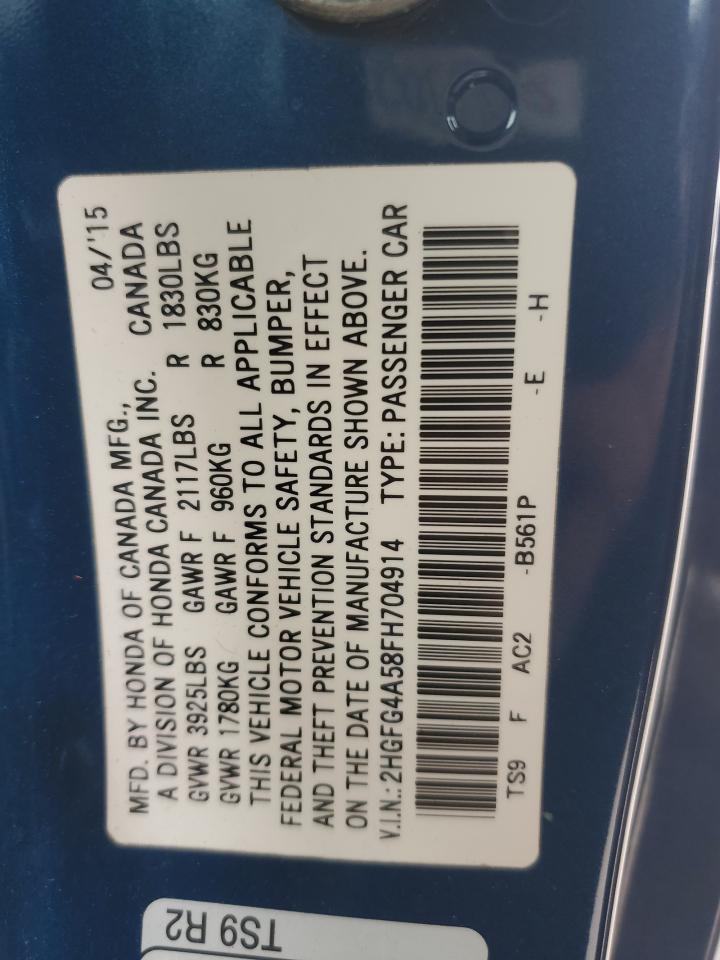 04/'15
MFD. BY HONDA OF CANADA MFG.,
A DIVISION OF HONDA CANADA INC. CANADA
GVWR 3925LBS GAWR F 2117LBS R 1830LBS
GVWR 1780KG GAWR F 960KG R 830KG
THIS VEHICLE CONFORMS TO ALL APPLICABLE
FEDERAL MOTOR VEHICLE SAFETY, BUMPER,
AND THEFT PREVENTION STANDARDS IN EFFECT
ON THE DATE OF MANUFACTURE SHOWN ABOVE.
V.I.N.: 2HGFG4A58FH704914 TYPE: PASSENGER CAR
TS9 F AC2 -B561P -E -H
TS9 R2